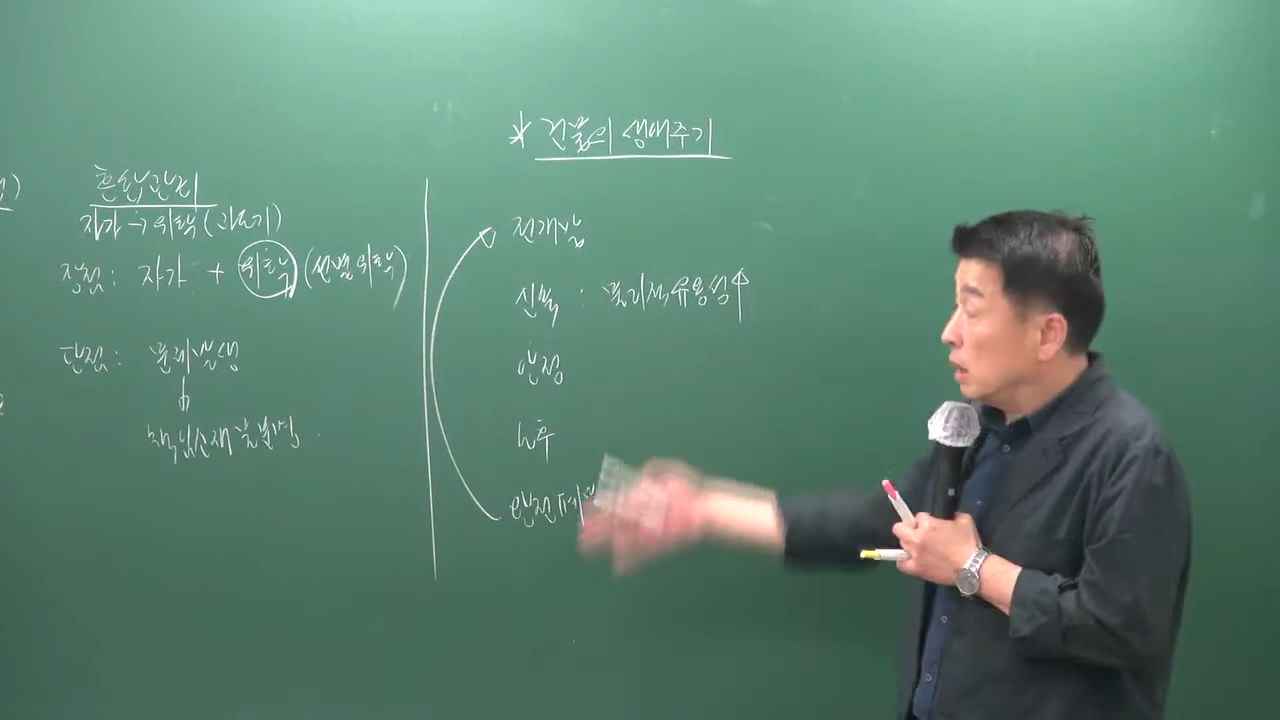 혼합관리
자가→위탁(과도기)
장점: 자가 + 위탁 (선별위탁)
단점: 문제발생
책임소재 불분명.
* 건물의 생애주기
전개발
신축 : 물리적유용성↑
안정
노후
완전폐